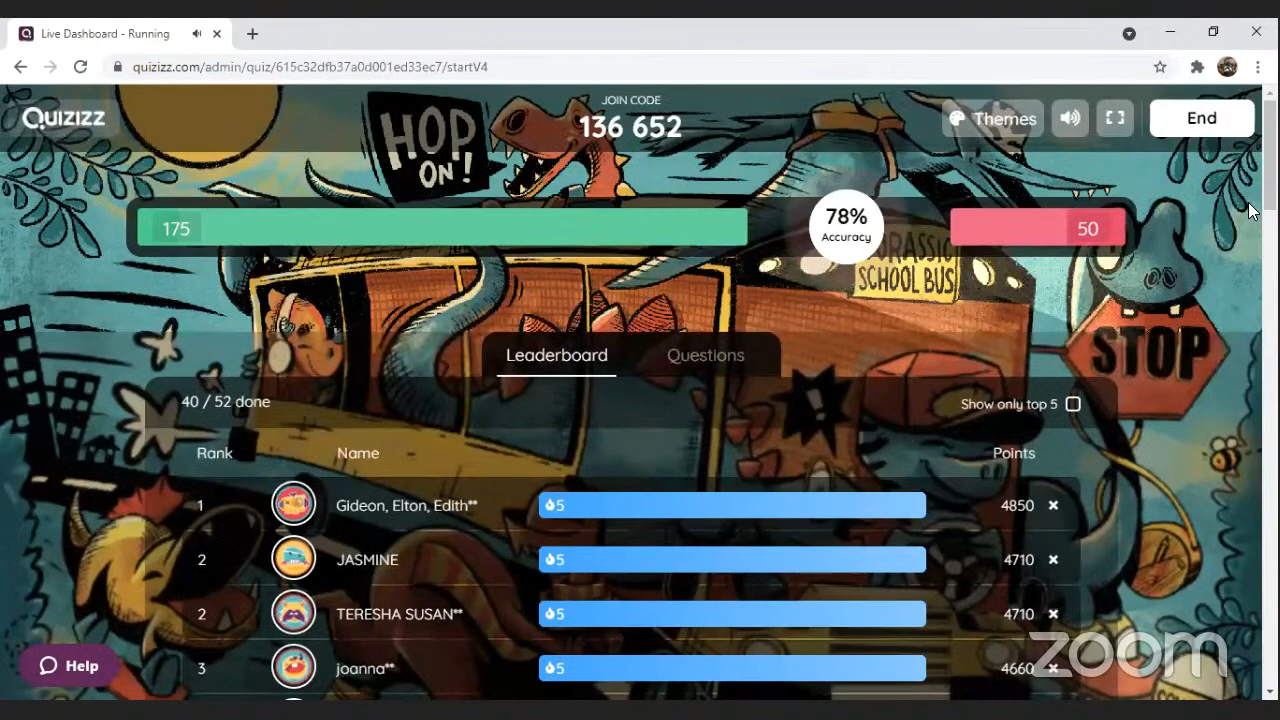 Live Dashboard - Running
quizizz.com/admin/quiz/615c32dfb37a0d001ed33ec7/startV4
Quizizz
HOP
ON!
JOIN CODE
136 652
Themes
End
175
78%
Accuracy
50
JURASSIC
SCHOOL BUS
STOP
Leaderboard
Questions
40 / 52 done
Show only top 5
Rank
Name
Points
1
Gideon, Elton, Edith**
5
4850
2
JASMINE
5
4710
2
TERESHA SUSAN**
5
4710
3
joanna**
5
4660
Help
zoom